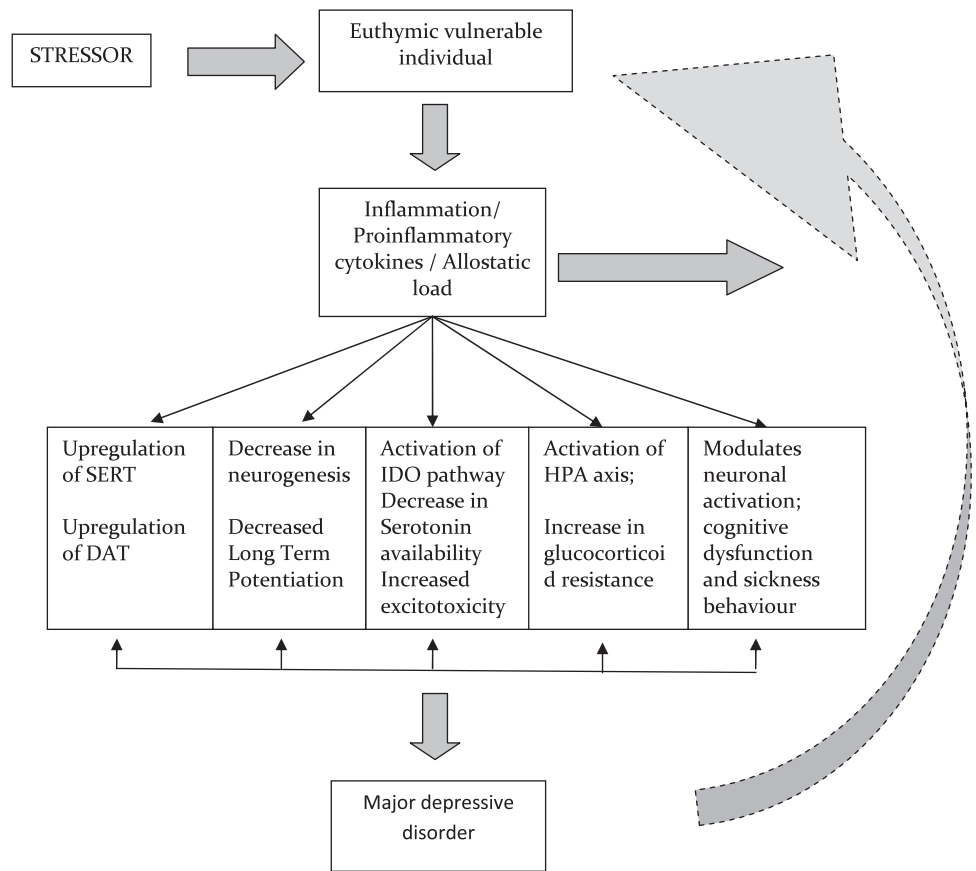 STRESSOR
Euthymic vulnerable
individual
Inflammation/
Proinflammatory
cytokines / Allostatic
load
Upregulation
of SERT
Upregulation
of DAT
Decrease in
neurogenesis
Decreased
Long Term
Potentiation
Activation of
IDO pathway
Decrease in
Serotonin
availability
Increased
excitotoxicity
Activation of
HPA axis;
Increase in
glucocorticoi
d resistance
Modulates
neuronal
activation;
cognitive
dysfunction
and sickness
behaviour
Major depressive
disorder